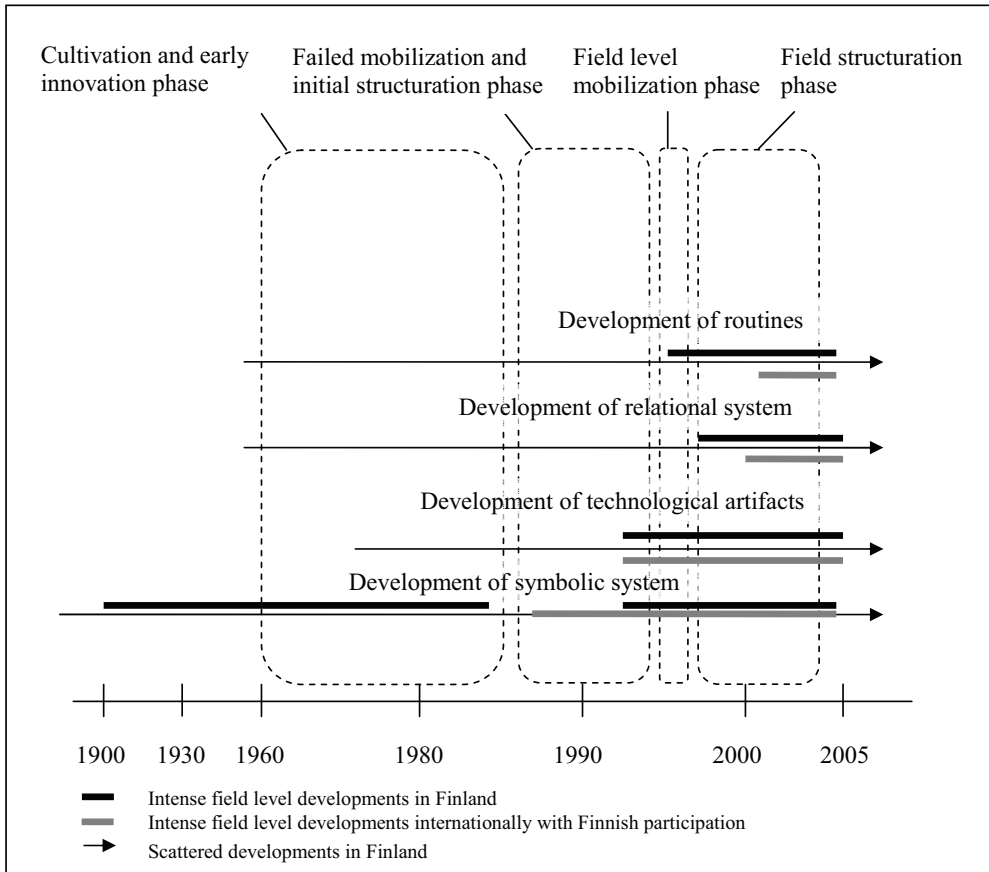 Cultivation and early
innovation phase
Failed mobilization and
initial structuration phase
Field level
mobilization phase
Field structuration
phase
Development of routines
Development of relational system
Development of technological artifacts
Development of symbolic system
1900 1930 1960 1980 1990 2000 2005
Intense field level developments in Finland
Intense field level developments internationally with Finnish participation
Scattered developments in Finland